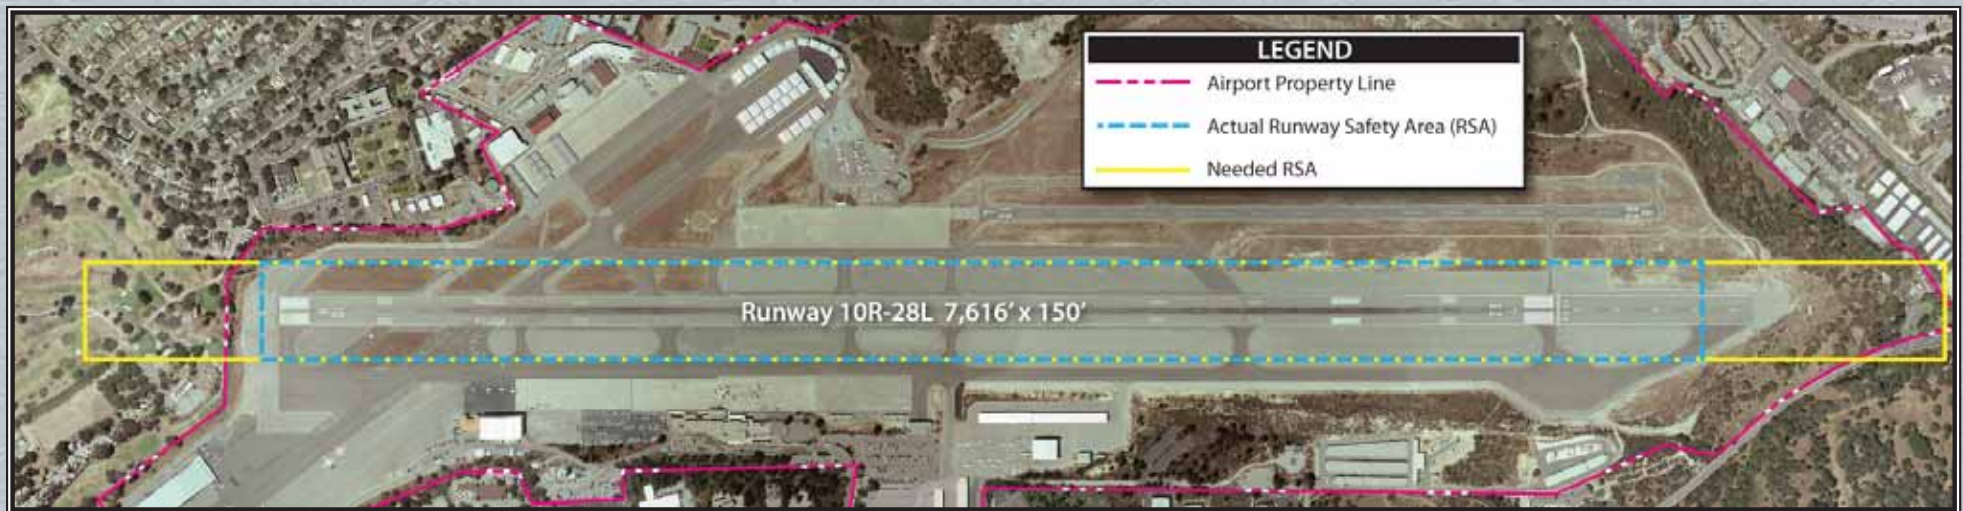 LEGEND
Airport Property Line
Actual Runway Safety Area (RSA)
Needed RSA
Runway 10R-28L 7,616' x 150'